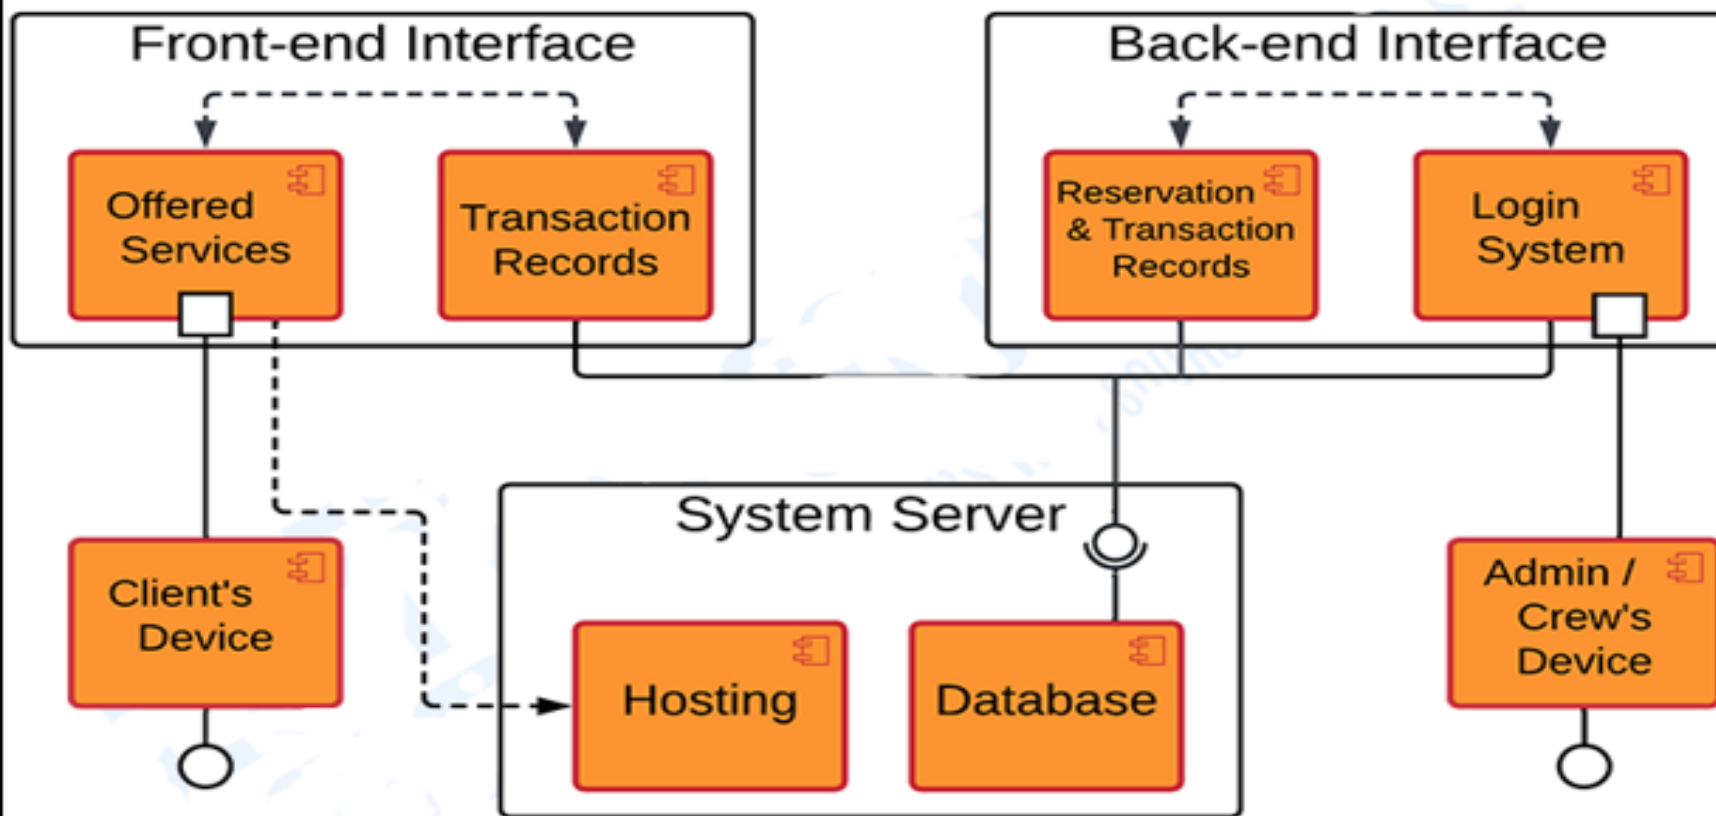 Front-end Interface
Back-end Interface
Offered
Services
Transaction
Records
Reservation
& Transaction
Records
Login
System
System Server
Client's
Device
Hosting
Database
Admin /
Crew's
Device